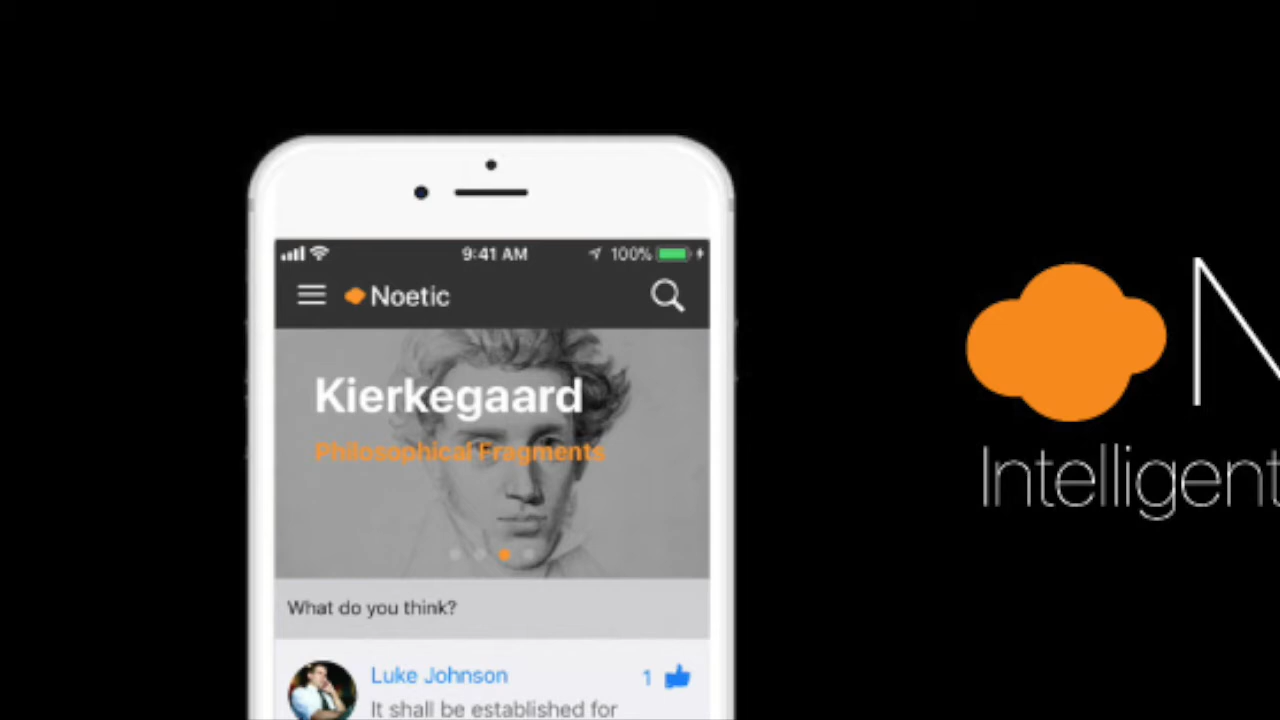 9:41 AM 100%
Noetic
Kierkegaard
Philosophical Fragments
What do you think?
Luke Johnson 1
It shall be established for
N
Intelligent